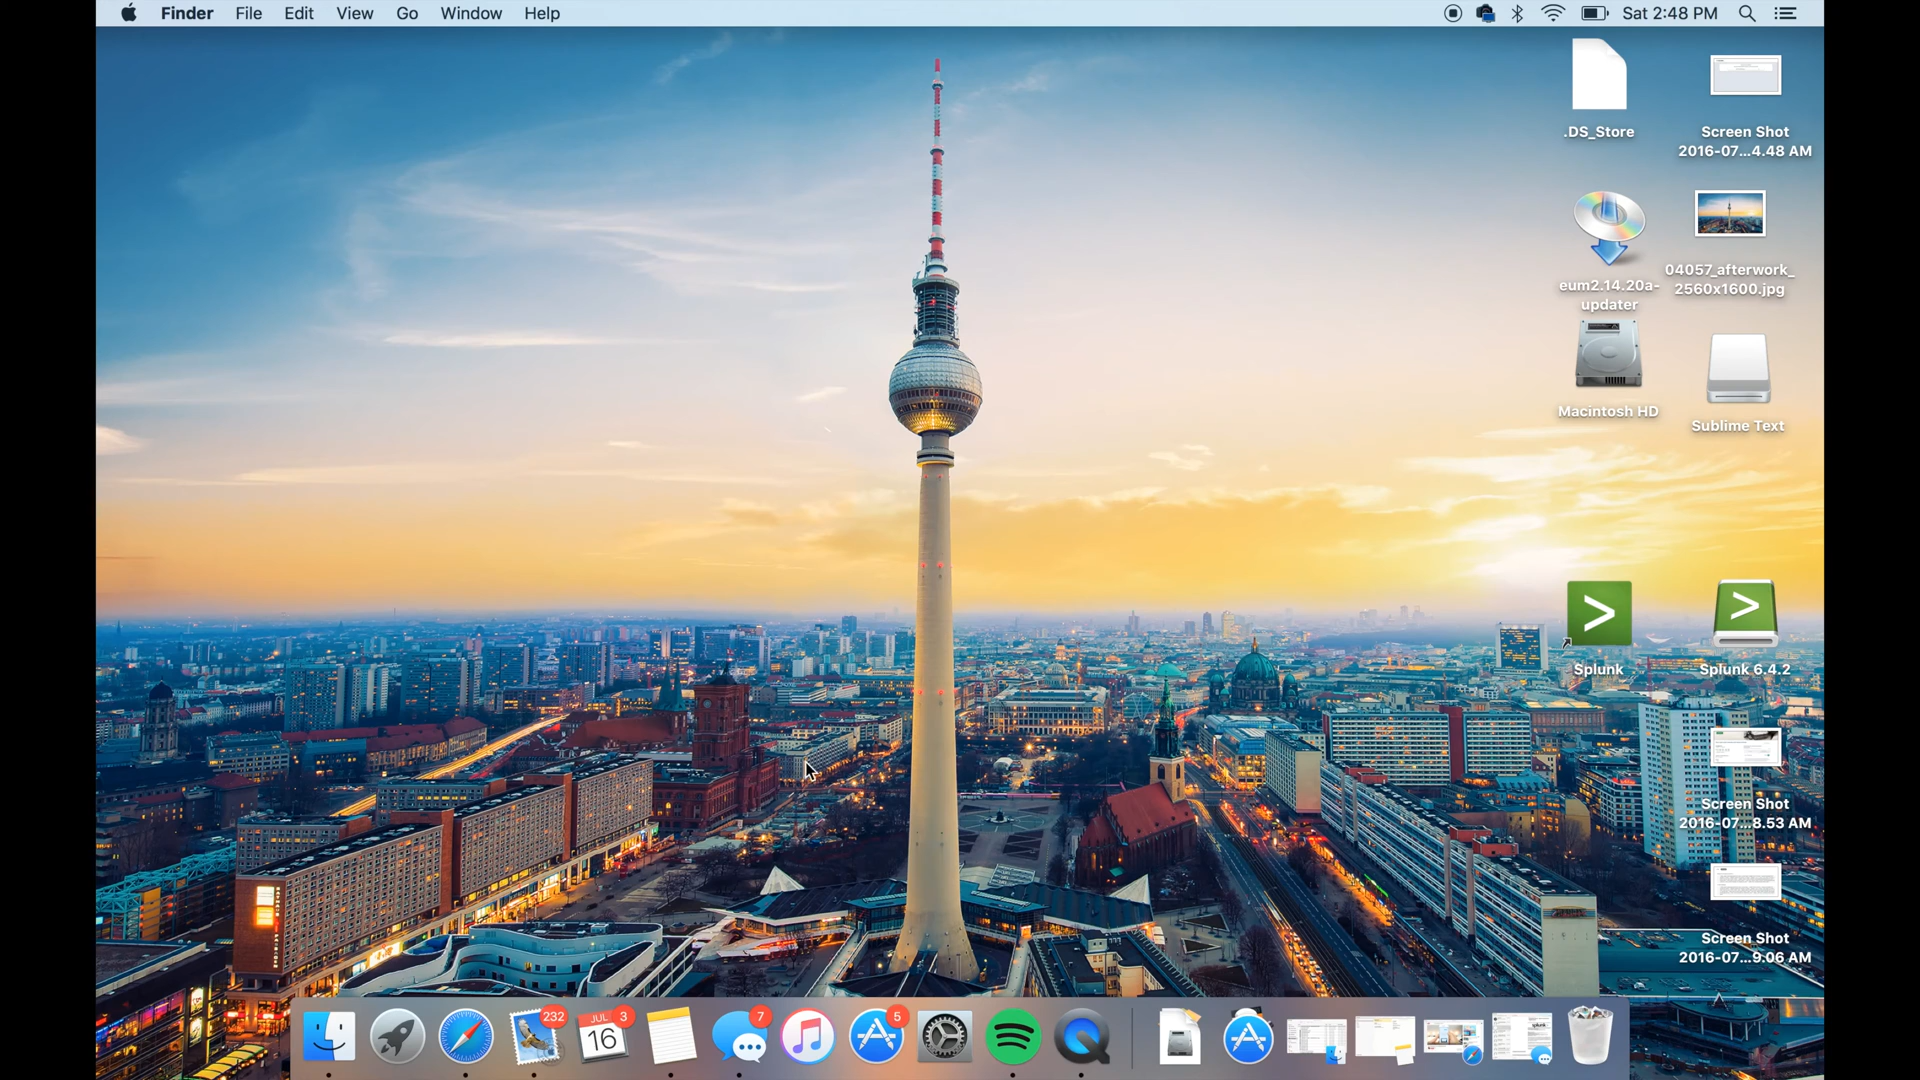 Finder File Edit View Go Window Help
Sat 2:48 PM
.DS_Store
Screen Shot
2016-07...4.48 AM
eum2.14.20a-
updater
04057_afterwork_
2560x1600.jpg
Macintosh HD
Sublime Text
>
Splunk
>
Splunk 6.4.2
Screen Shot
2016-07...8.53 AM
Screen Shot
2016-07...9.06 AM
232
JUL
16
3
7
5
splunk